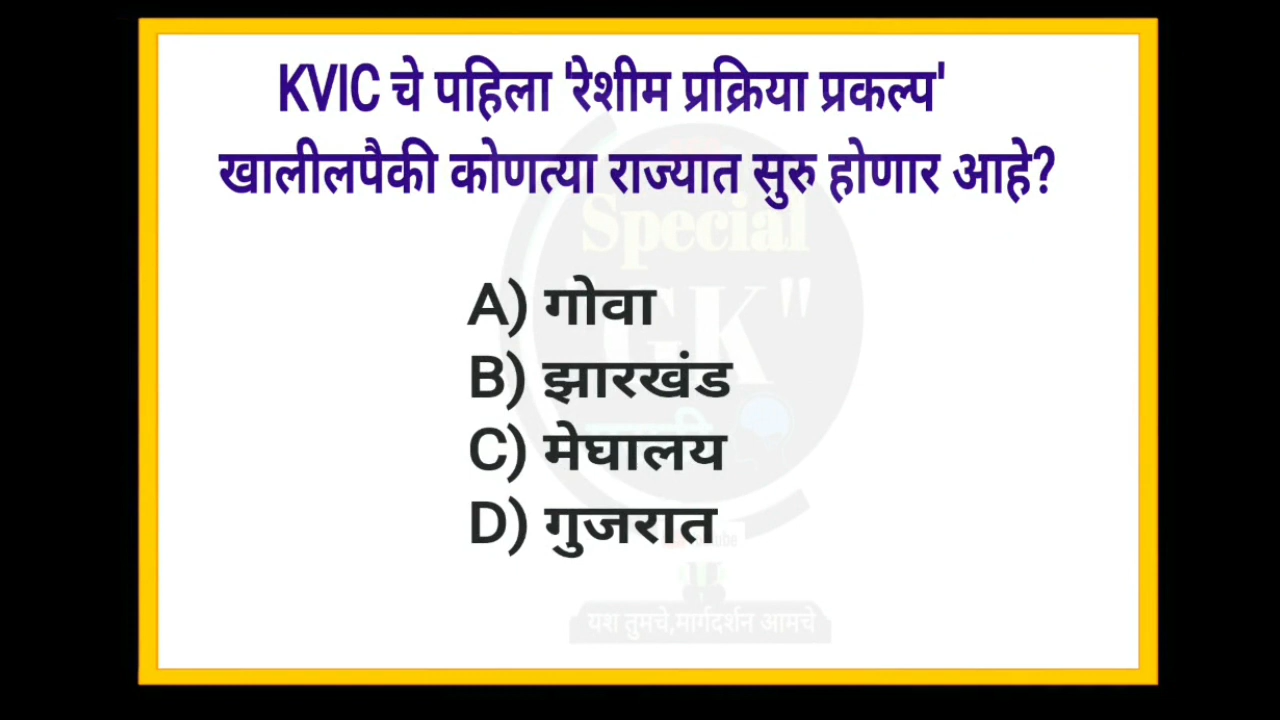 KVIC चे पहिला 'रेशीम प्रक्रिया प्रकल्प'
खालीलपैकी कोणत्या राज्यात सुरु होणार आहे?
Special
"GK"
A) गोवा
B) झारखंड
C) मेघालय
D) गुजरात
यश तुमचे,मार्गदर्शन आमचे